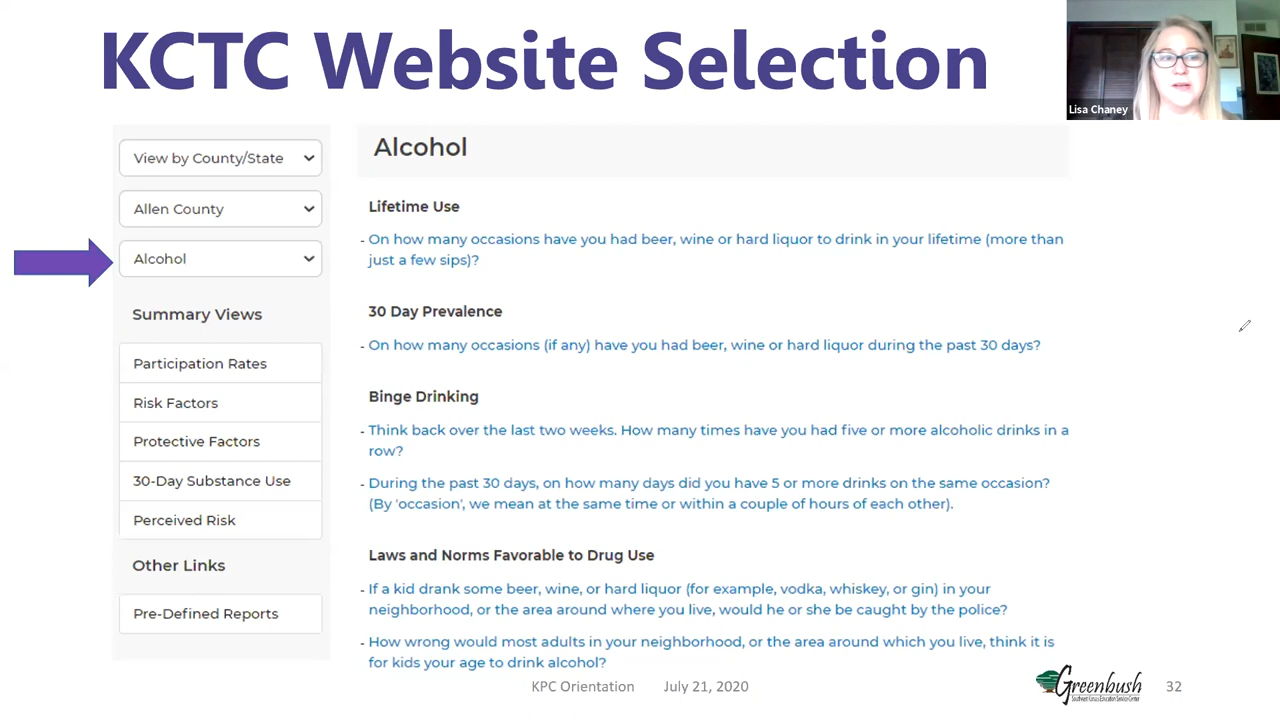 KCTC Website Selection
Lisa Chaney
View by County/State
Allen County
Alcohol
Summary Views
Participation Rates
Risk Factors
Protective Factors
30-Day Substance Use
Perceived Risk
Other Links
Pre-Defined Reports
Alcohol
Lifetime Use
- On how many occasions have you had beer, wine or hard liquor to drink in your lifetime (more than
just a few sips)?
30 Day Prevalence
- On how many occasions (if any) have you had beer, wine or hard liquor during the past 30 days?
Binge Drinking
- Think back over the last two weeks. How many times have you had five or more alcoholic drinks in a
row?
- During the past 30 days, on how many days did you have 5 or more drinks on the same occasion?
(By 'occasion', we mean at the same time or within a couple of hours of each other).
Laws and Norms Favorable to Drug Use
- If a kid drank some beer, wine, or hard liquor (for example, vodka, whiskey, or gin) in your
neighborhood, or the area around where you live, would he or she be caught by the police?
- How wrong would most adults in your neighborhood, or the area around which you live, think it is
for kids your age to drink alcohol?
KPC Orientation July 21, 2020
Greenbush
Southeast Kansas Education Service Center
32